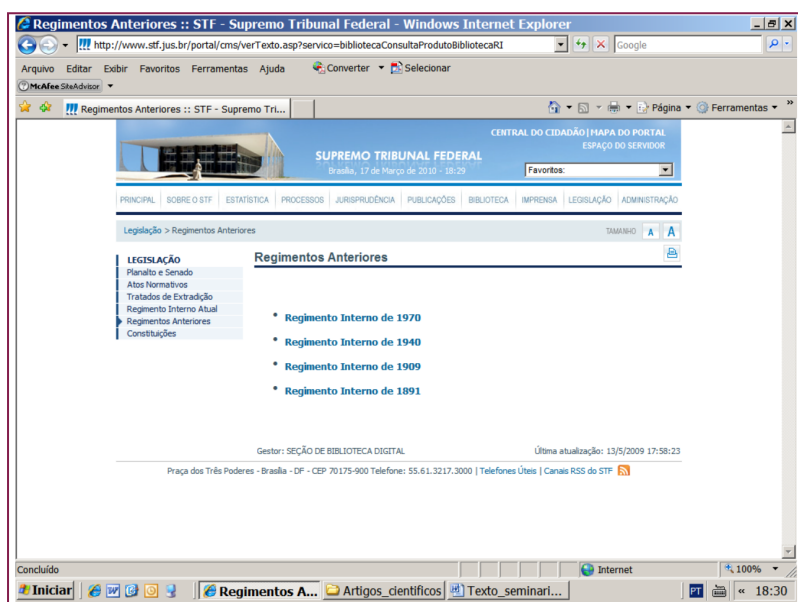 Regimentos Anteriores :: STF - Supremo Tribunal Federal - Windows Internet Explorer
http://www.stf.jus.br/portal/cms/verTexto.asp?servico=bibliotecaConsultaProdutoBibliotecaRI
Google
Arquivo Editar Exibir Favoritos Ferramentas Ajuda Converter Selecionar
McAfee SiteAdvisor
Regimentos Anteriores :: STF - Supremo Tri...
Página Ferramentas
CENTRAL DO CIDADÃO | MAPA DO PORTAL
ESPAÇO DO SERVIDOR
SUPREMO TRIBUNAL FEDERAL
Brasília, 17 de Março de 2010 - 18:29
Favoritos:
PRINCIPAL SOBRE O STF ESTATÍSTICA PROCESSOS JURISPRUDÊNCIA PUBLICAÇÕES BIBLIOTECA IMPRENSA LEGISLAÇÃO ADMINISTRAÇÃO
Legislação > Regimentos Anteriores
TAMANHO A A
LEGISLAÇÃO
Planalto e Senado
Atos Normativos
Tratados de Extradição
Regimento Interno Atual
Regimentos Anteriores
Constituições
Regimentos Anteriores
• Regimento Interno de 1970
• Regimento Interno de 1940
• Regimento Interno de 1909
• Regimento Interno de 1891
Gestor: SEÇÃO DE BIBLIOTECA DIGITAL
Última atualização: 13/5/2009 17:58:23
Praça dos Três Poderes - Brasília - DF - CEP 70175-900 Telefone: 55.61.3217.3000 | Telefones Úteis | Canais RSS do STF
Concluído
Internet
100%
Iniciar
Regimentos A...
Artigos_cientificos
Texto_seminari...
PT
«
18:30